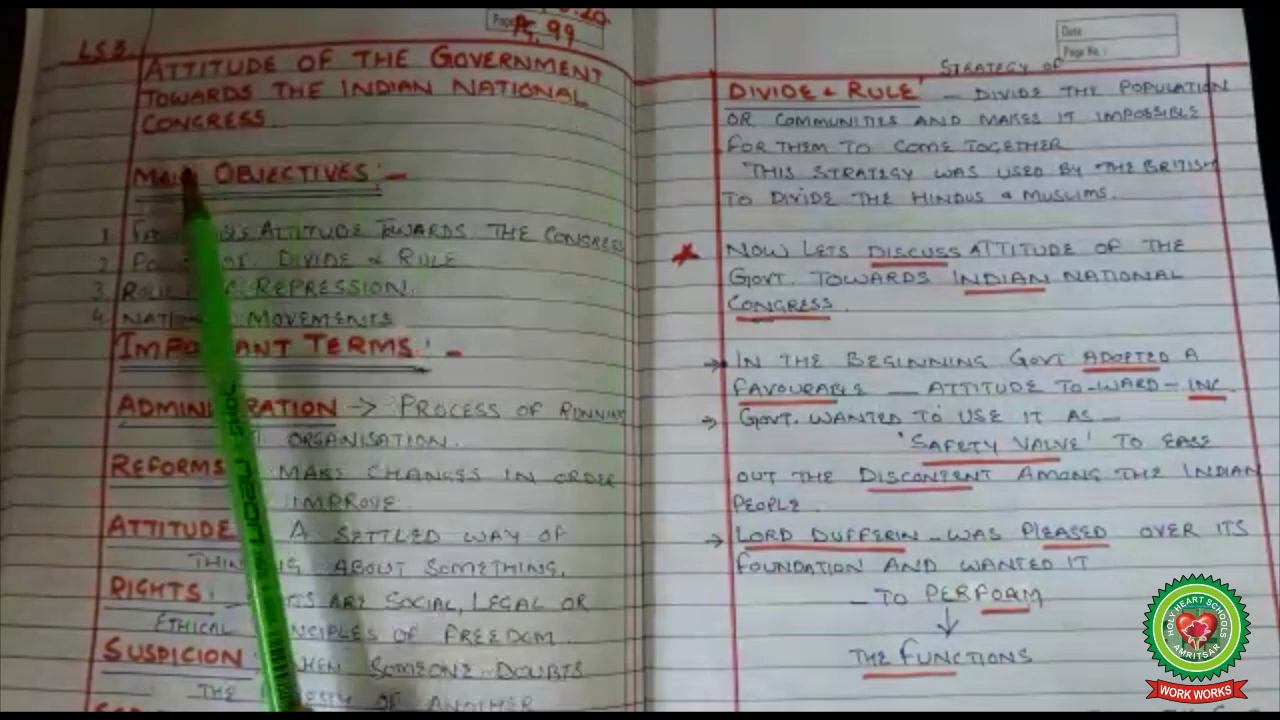 Pg. 99
LS 3
ATTITUDE OF THE GOVERNMENT
TOWARDS THE INDIAN NATIONAL
CONGRESS
OBJECTIVES :-
1. ATTITUDE TOWARDS THE CONGRESS
2 DIVIDE & RULE
3. REPRESSION.
4. MOVEMENTS
TERMS :-
-> PROCESS OF RUNNING
ORGANISATION.
REFORMS MAKE CHANGES IN ORDER
IMPROVE.
ATTITUDE A SETTLED WAY OF
ABOUT SOMETHING.
RIGHTS: ARE SOCIAL, LEGAL OR
ETHICAL OF FREEDOM.
SUSPICION WHEN SOMEONE DOUBTS
THE OF ANOTHER
Date
Page No. :
STRATEGY OF
DIVIDE & RULE' - DIVIDE THE POPULATION
OR COMMUNITIES AND MAKES IT IMPOSSIBLE
FOR THEM TO COME TOGETHER
THIS STRATEGY WAS USED BY THE BRITISH
TO DIVIDE THE HINDUS & MUSLIMS.
★ NOW LETS DISCUSS ATTITUDE OF THE
GOVT. TOWARDS INDIAN NATIONAL
CONGRESS.
-> IN THE BEGINNING GOVT ADOPTED A
FAVOURABLE — ATTITUDE TO-WARD-INC.
-> GOVT. WANTED TO USE IT AS —
'SAFETY VALVE' TO EASE
OUT THE DISCONTENT AMONG THE INDIAN
PEOPLE.
-> LORD DUFFERIN - WAS PLEASED OVER ITS
FOUNDATION AND WANTED IT
- TO PERFORM
↓
THE FUNCTIONS
HOLY HEART SCHOOLS
AMRITSAR
WORK WORKS